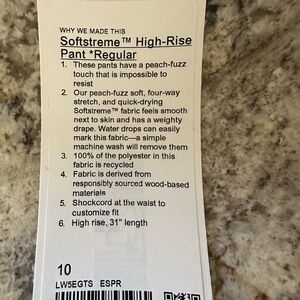 WHY WE MADE THIS
Softstreme™ High-Rise
Pant *Regular
1. These pants have a peach-fuzz
touch that is impossible to
resist
2. Our peach-fuzz soft, four-way
stretch, and quick-drying
Softstreme™ fabric feels smooth
next to skin and has a weighty
drape. Water drops can easily
mark this fabric—a simple
machine wash will remove them
3. 100% of the polyester in this
fabric is recycled
4. Fabric is derived from
responsibly sourced wood-based
materials
5. Shockcord at the waist to
customize fit
6. High rise, 31" length
10
LW5EGTS ESPR